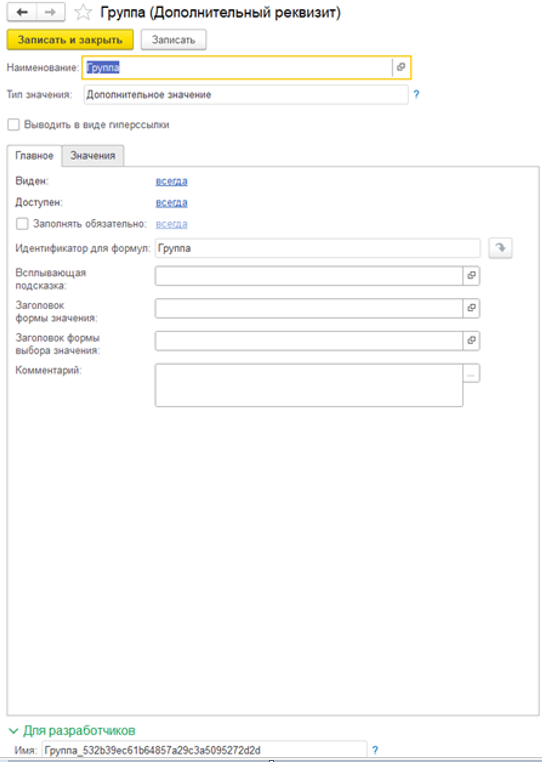 Группа (Дополнительный реквизит)
Записать и закрыть Записать
Наименование: Группа
Тип значения: Дополнительное значение ?
Выводить в виде гиперссылки
Главное Значения
Виден: всегда
Доступен: всегда
Заполнять обязательно: всегда
Идентификатор для формул: Группа
Всплывающая
подсказка:
Заголовок
формы значения:
Заголовок формы
выбора значения:
Комментарий: ...
Для разработчиков
Имя: Группа_532b39ec61b64857a29c3a5095272d2d ?